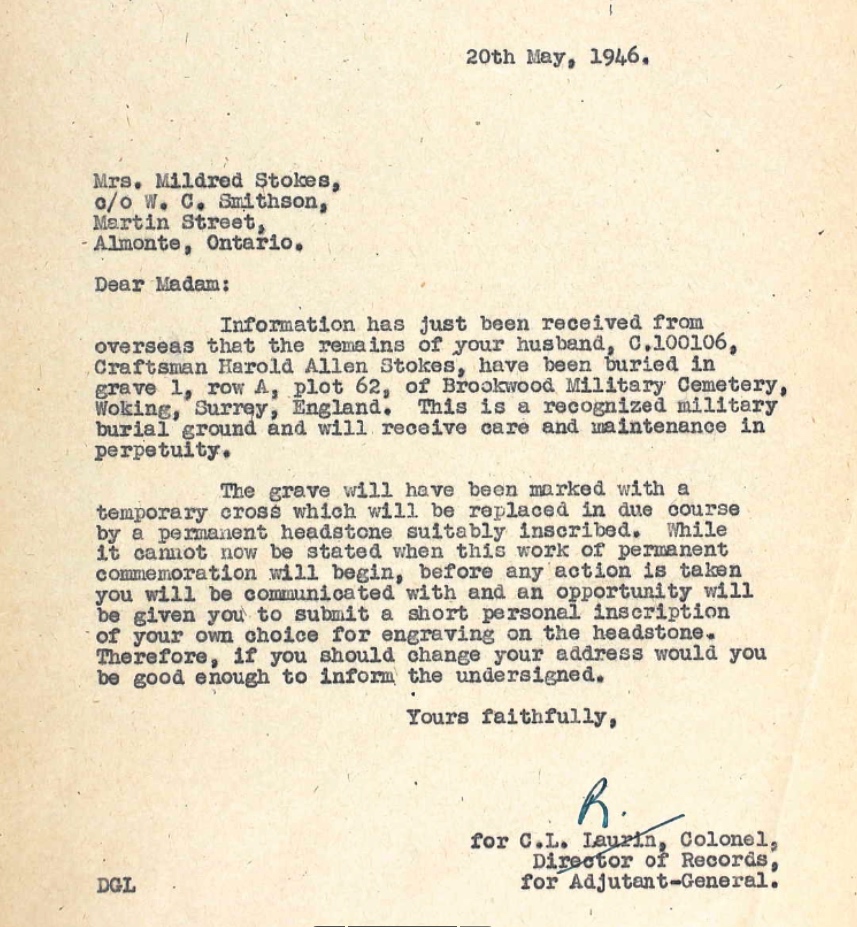 20th May, 1946.
Mrs. Mildred Stokes,
c/o W. C. Smithson,
Martin Street,
Almonte, Ontario.
Dear Madam:
Information has just been received from
overseas that the remains of your husband, C.100106,
Craftsman Harold Allen Stokes, have been buried in
grave 1, row A, plot 62, of Brookwood Military Cemetery,
Woking, Surrey, England. This is a recognized military
burial ground and will receive care and maintenance in
perpetuity.
The grave will have been marked with a
temporary cross which will be replaced in due course
by a permanent headstone suitably inscribed. While
it cannot now be stated when this work of permanent
commemoration will begin, before any action is taken
you will be communicated with and an opportunity will
be given you to submit a short personal inscription
of your own choice for engraving on the headstone.
Therefore, if you should change your address would you
be good enough to inform the undersigned.
Yours faithfully,
R.
for C.L. Laurin, Colonel,
Director of Records,
for Adjutant-General.
DGL